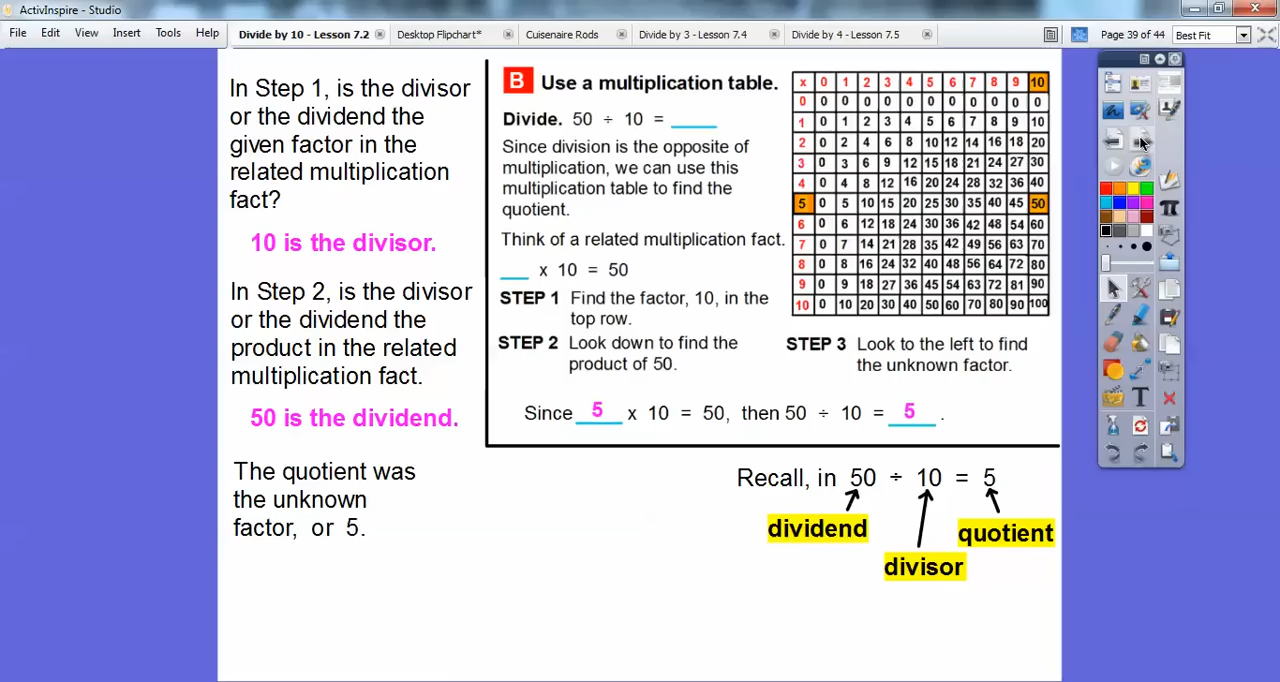 ActivInspire - Studio
File Edit View Insert Tools Help
Divide by 10 - Lesson 7.2 Desktop Flipchart* Cuisenaire Rods Divide by 3 - Lesson 7.4 Divide by 4 - Lesson 7.5
Page 39 of 44 Best Fit
In Step 1, is the divisor
or the dividend the
given factor in the
related multiplication
fact?
10 is the divisor.
In Step 2, is the divisor
or the dividend the
product in the related
multiplication fact.
50 is the dividend.
The quotient was
the unknown
factor, or 5.
B Use a multiplication table.
Divide. 50 ÷ 10 = ____
Since division is the opposite of
multiplication, we can use this
multiplication table to find the
quotient.
Think of a related multiplication fact.
___ x 10 = 50
STEP 1 Find the factor, 10, in the
top row.
STEP 2 Look down to find the
product of 50.
x 0 1 2 3 4 5 6 7 8 9 10
0 0 0 0 0 0 0 0 0 0 0 0
1 0 1 2 3 4 5 6 7 8 9 10
2 0 2 4 6 8 10 12 14 16 18 20
3 0 3 6 9 12 15 18 21 24 27 30
4 0 4 8 12 16 20 24 28 32 36 40
5 0 5 10 15 20 25 30 35 40 45 50
6 0 6 12 18 24 30 36 42 48 54 60
7 0 7 14 21 28 35 42 49 56 63 70
8 0 8 16 24 32 40 48 56 64 72 80
9 0 9 18 27 36 45 54 63 72 81 90
10 0 10 20 30 40 50 60 70 80 90 100
STEP 3 Look to the left to find
the unknown factor.
Since 5 x 10 = 50, then 50 ÷ 10 = 5 .
Recall, in 50 ÷ 10 = 5
dividend
quotient
divisor